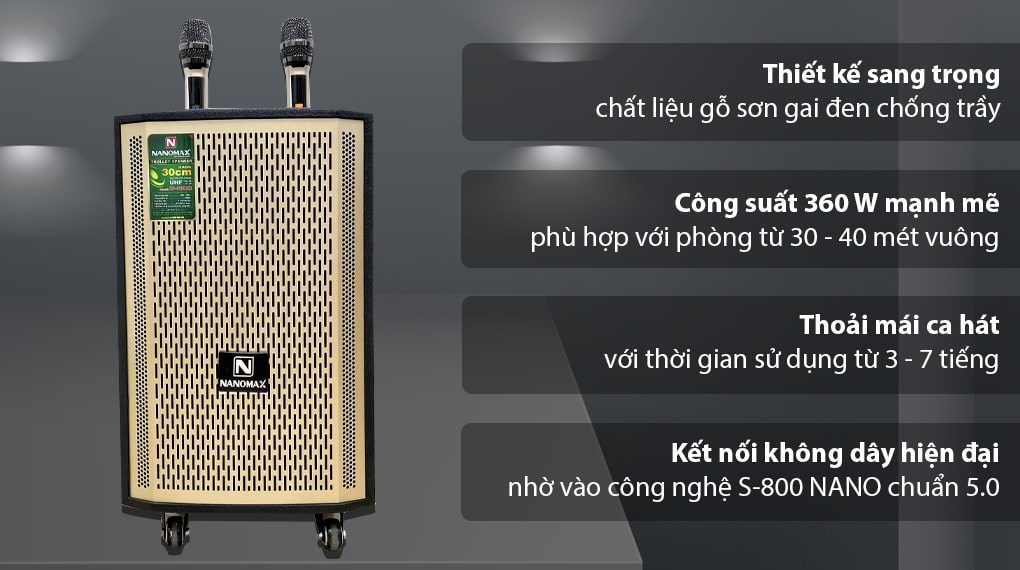 NANOMAX
TROLLEY SPEAKER
30cm
UHF
N
NANOMAX
Thiết kế sang trọng
chất liệu gỗ sơn gai đen chống trầy
Công suất 360 W mạnh mẽ
phù hợp với phòng từ 30 - 40 mét vuông
Thoải mái ca hát
với thời gian sử dụng từ 3 - 7 tiếng
Kết nối không dây hiện đại
nhờ vào công nghệ S-800 NANO chuẩn 5.0